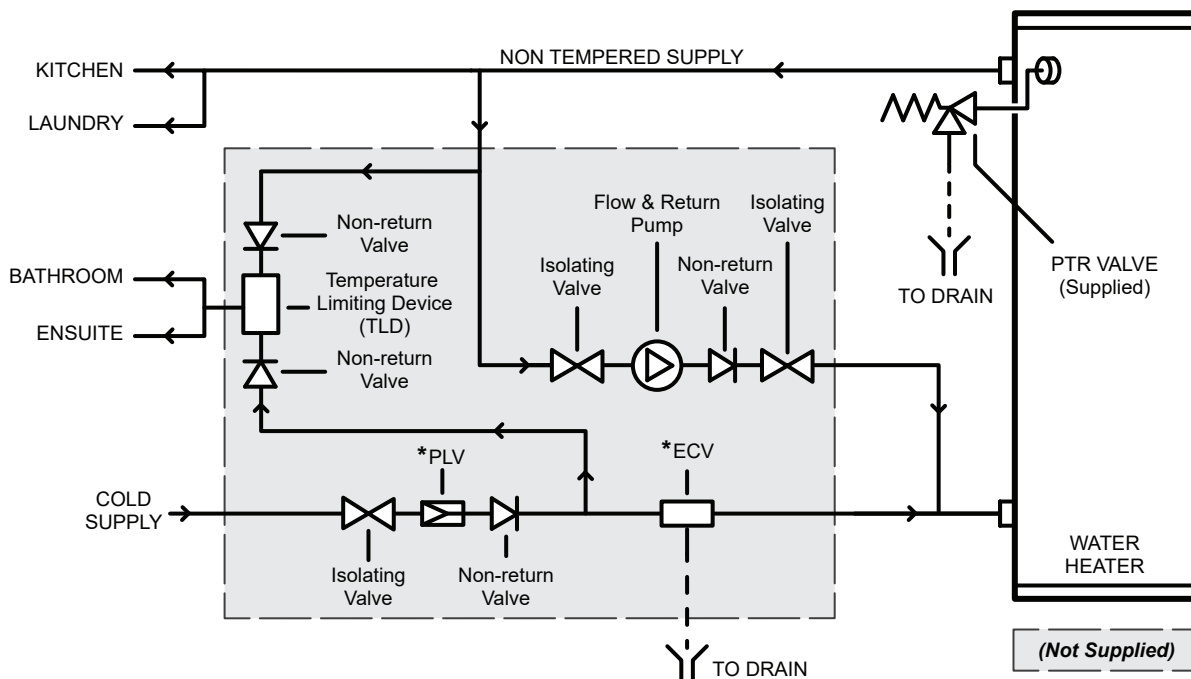 NON TEMPERED SUPPLY
KITCHEN
LAUNDRY
Flow & Return
Pump
Isolating
Valve
Non-return
Valve
Isolating
Valve
Non-return
Valve
BATHROOM
Temperature
Limiting Device
(TLD)
PTR VALVE
(Supplied)
TO DRAIN
ENSUITE
Non-return
Valve
*PLV
*ECV
COLD
SUPPLY
WATER
HEATER
Isolating
Valve
Non-return
Valve
(Not Supplied)
TO DRAIN